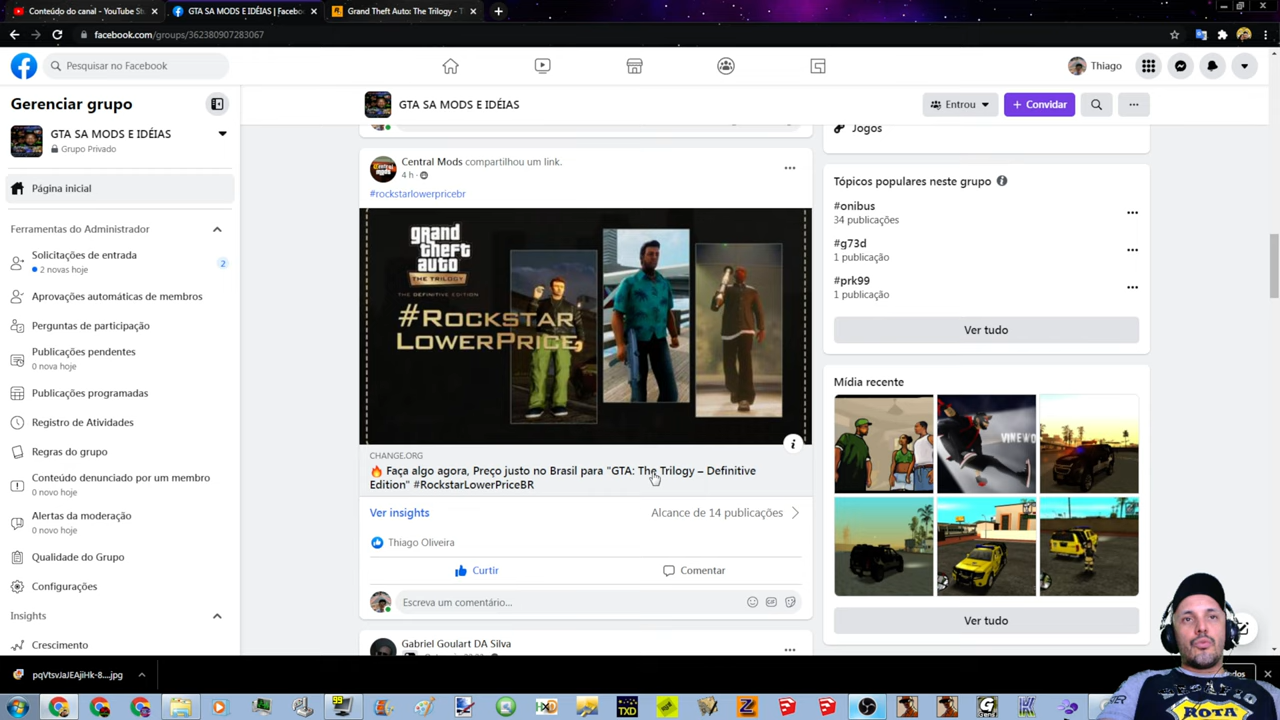 Conteúdo do canal - YouTube St
GTA SA MODS E IDÉIAS | Facebo
Grand Theft Auto: The Trilogy - T
facebook.com/groups/362380907283067
Pesquisar no Facebook
Thiago
Gerenciar grupo
GTA SA MODS E IDÉIAS
Grupo Privado
Página inicial
Ferramentas do Administrador
Solicitações de entrada
2 novas hoje
2
Aprovações automáticas de membros
Perguntas de participação
Publicações pendentes
0 nova hoje
Publicações programadas
Registro de Atividades
Regras do grupo
Conteúdo denunciado por um membro
0 novo hoje
Alertas da moderação
0 novo hoje
Qualidade do Grupo
Configurações
Insights
Crescimento
GTA SA MODS E IDÉIAS
Entrou
+ Convidar
Central Mods compartilhou um link.
4 h
#rockstarlowerpricebr
grand
theft
auto
THE TRILOGY
THE DEFINITIVE EDITION
#ROCKSTAR
LOWERPRICE
CHANGE.ORG
🔥 Faça algo agora, Preço justo no Brasil para "GTA: The Trilogy – Definitive
Edition" #RockstarLowerPriceBR
Ver insights
Alcance de 14 publicações
Thiago Oliveira
Curtir
Comentar
Escreva um comentário...
Gabriel Goulart DA Silva
Jogos
Tópicos populares neste grupo
#onibus
34 publicações
#g73d
1 publicação
#prk99
1 publicação
Ver tudo
Mídia recente
VINEWO
Ver tudo
pqVtsvJaJEAjiHk-8....jpg
99
TXD
ROTA